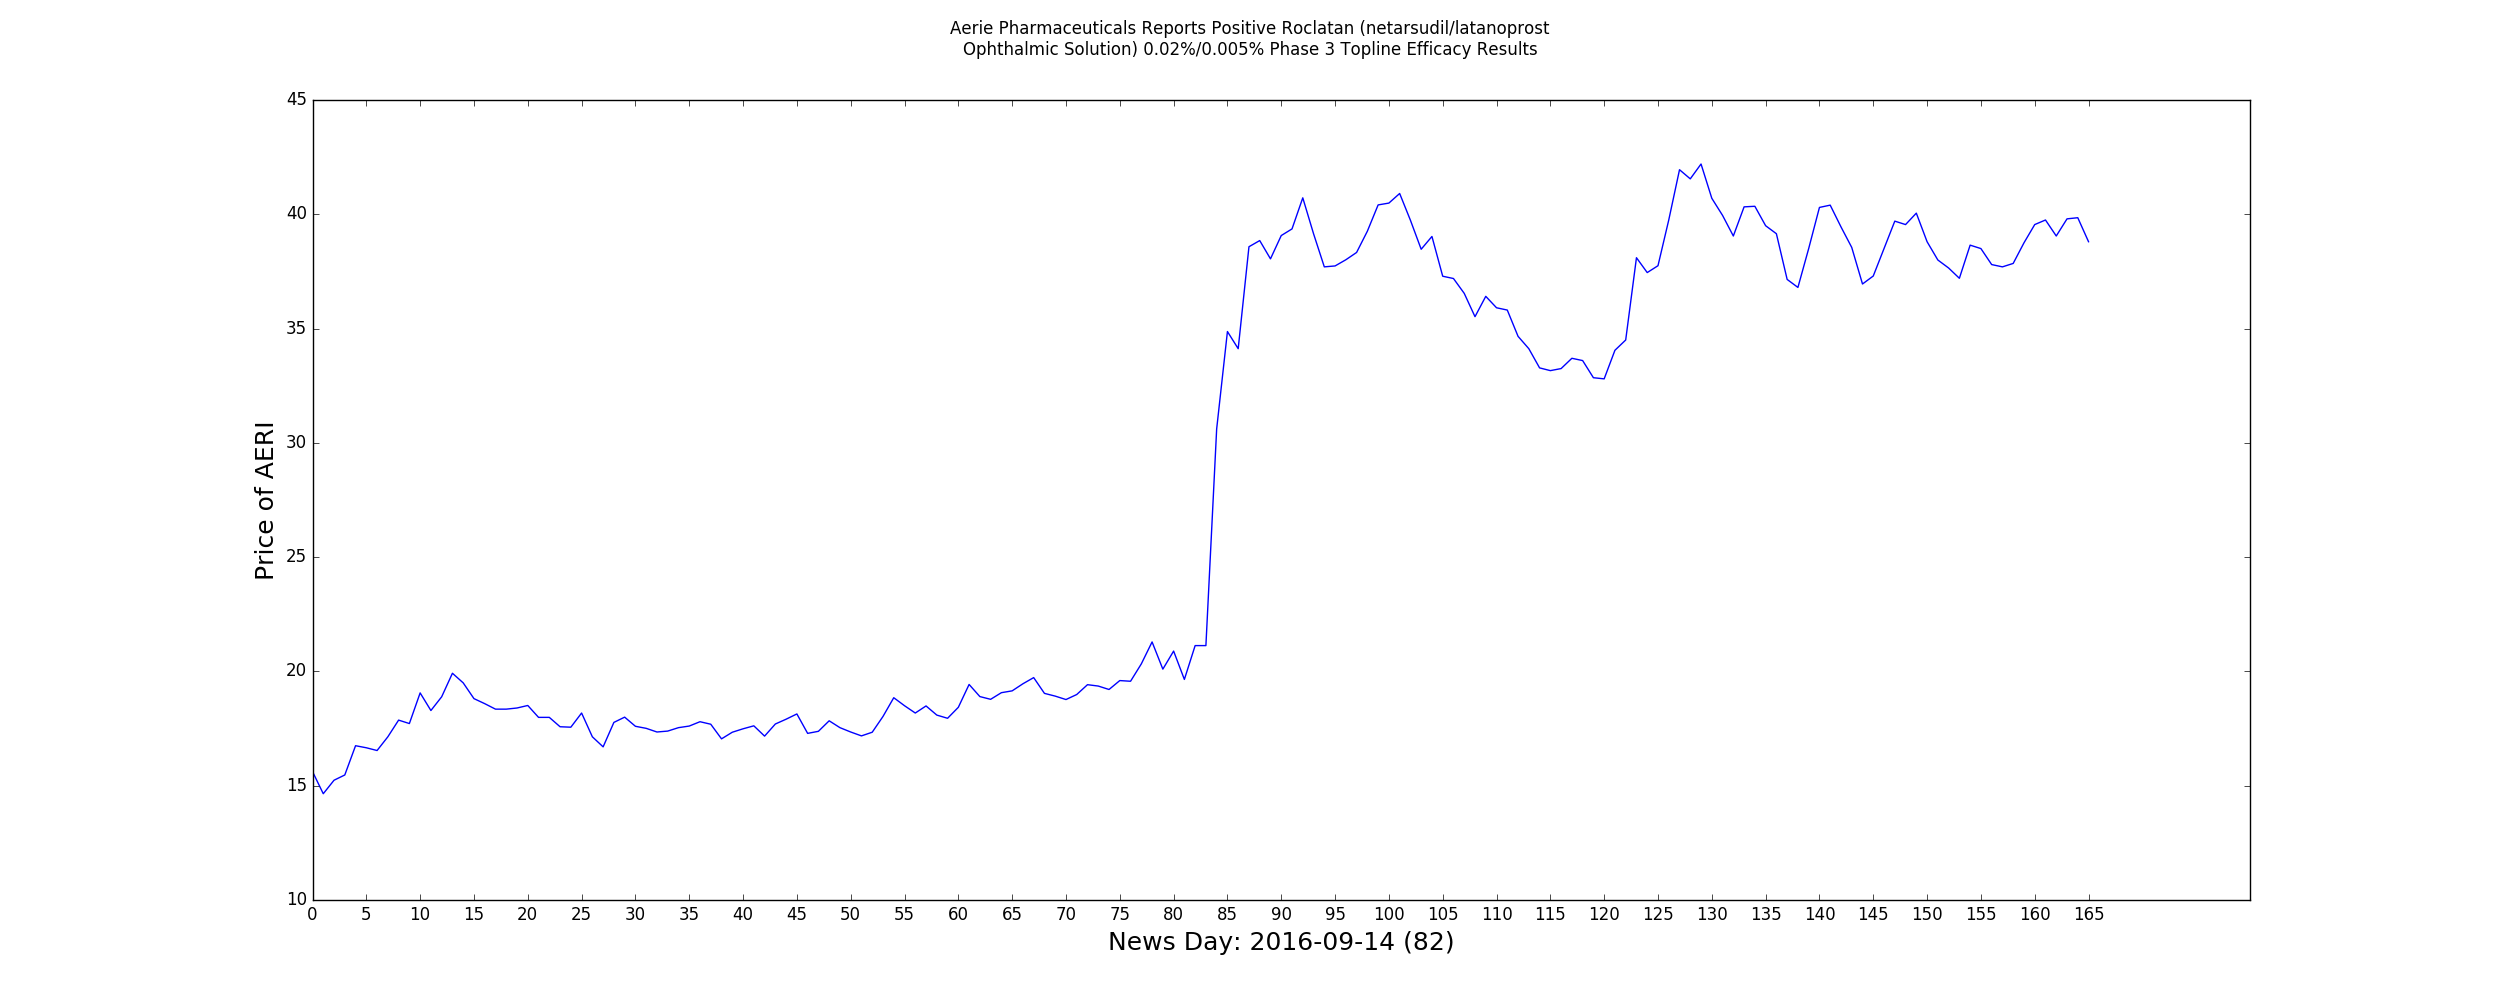 Aerie Pharmaceuticals Reports Positive Roclatan (netarsudil/latanoprost
Ophthalmic Solution) 0.02%/0.005% Phase 3 Topline Efficacy Results
45
40
35
30
25
20
15
10
Price of AERI
0 5 10 15 20 25 30 35 40 45 50 55 60 65 70 75 80 85 90 95 100 105 110 115 120 125 130 135 140 145 150 155 160 165
News Day: 2016-09-14 (82)